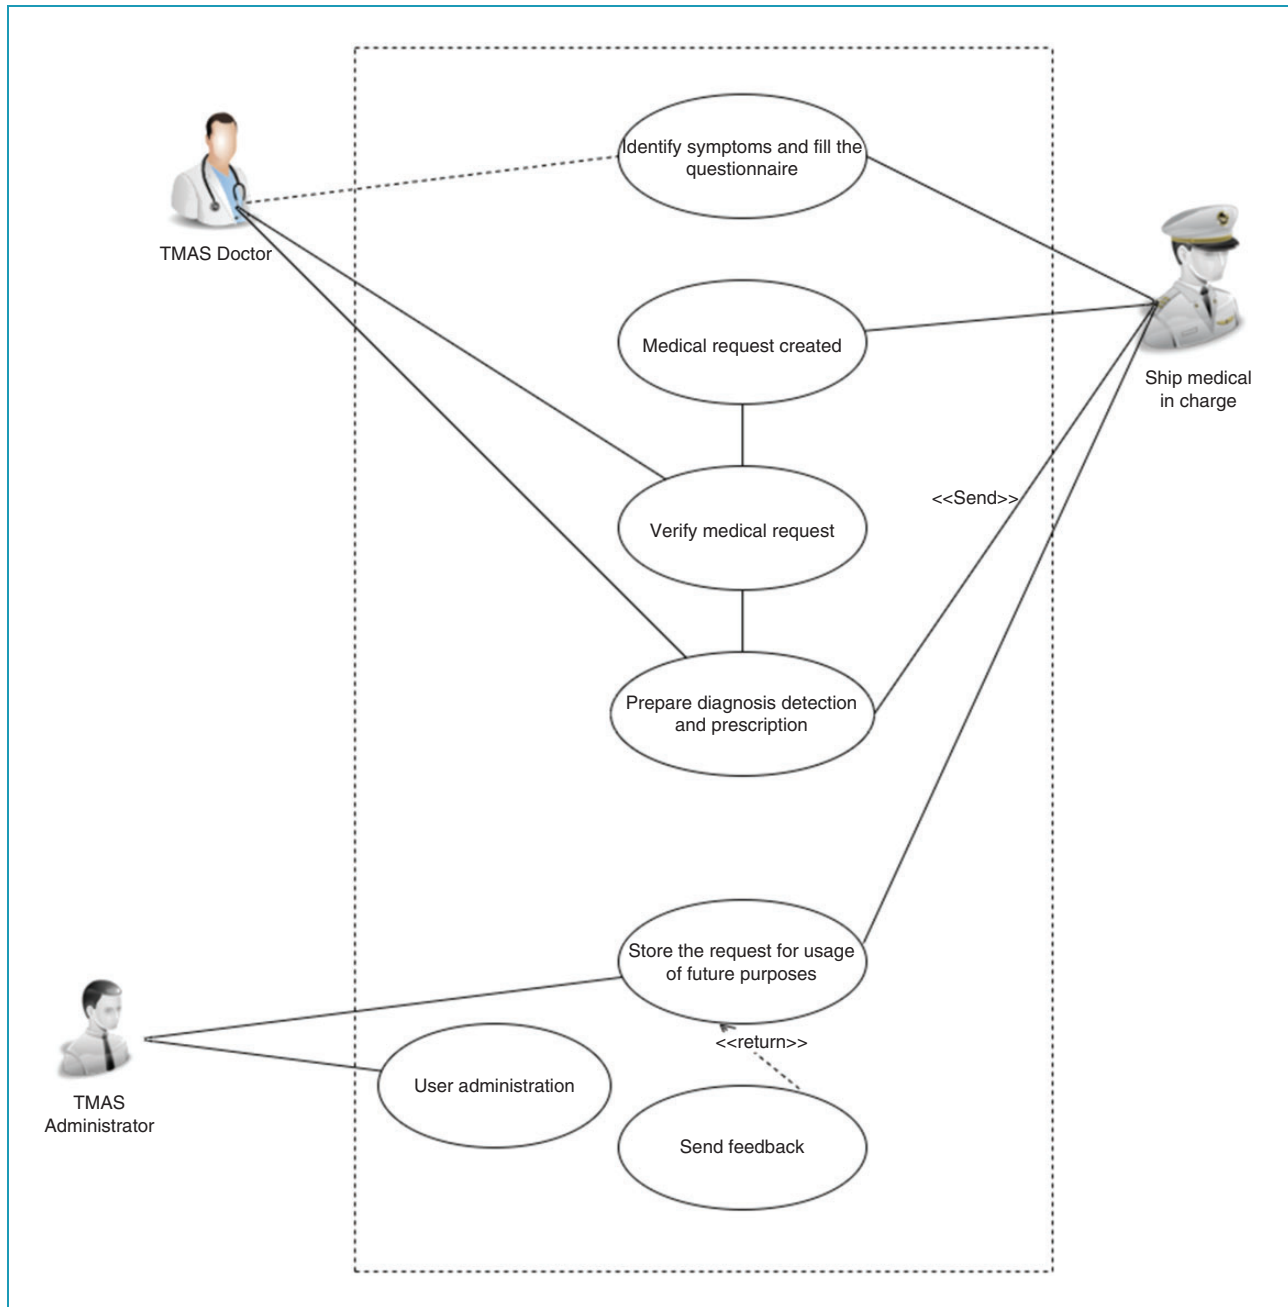 Identify symptoms and fill the
questionnaire
TMAS Doctor
Medical request created
Ship medical
in charge
<<Send>>
Verify medical request
Prepare diagnosis detection
and prescription
Store the request for usage
of future purposes
<<return>>
User administration
TMAS
Administrator
Send feedback